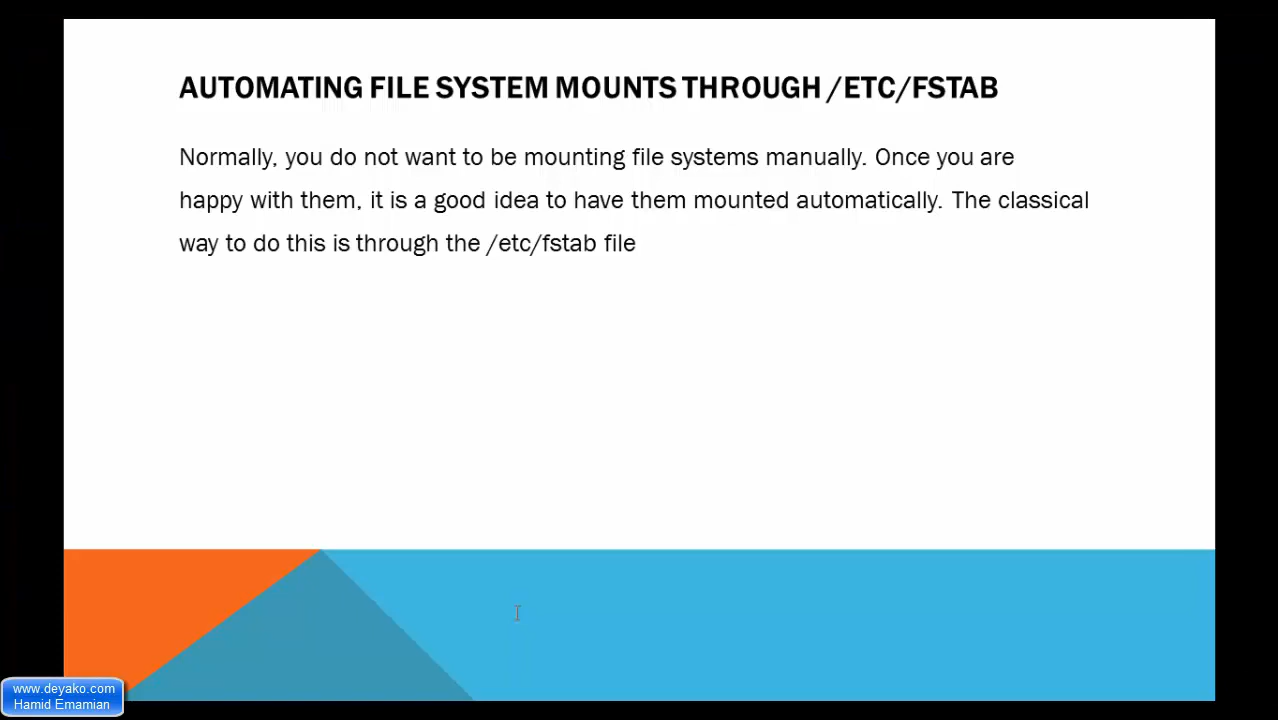 AUTOMATING FILE SYSTEM MOUNTS THROUGH /ETC/FSTAB
Normally, you do not want to be mounting file systems manually. Once you are
happy with them, it is a good idea to have them mounted automatically. The classical
way to do this is through the /etc/fstab file
www.deyako.com
Hamid Emamian